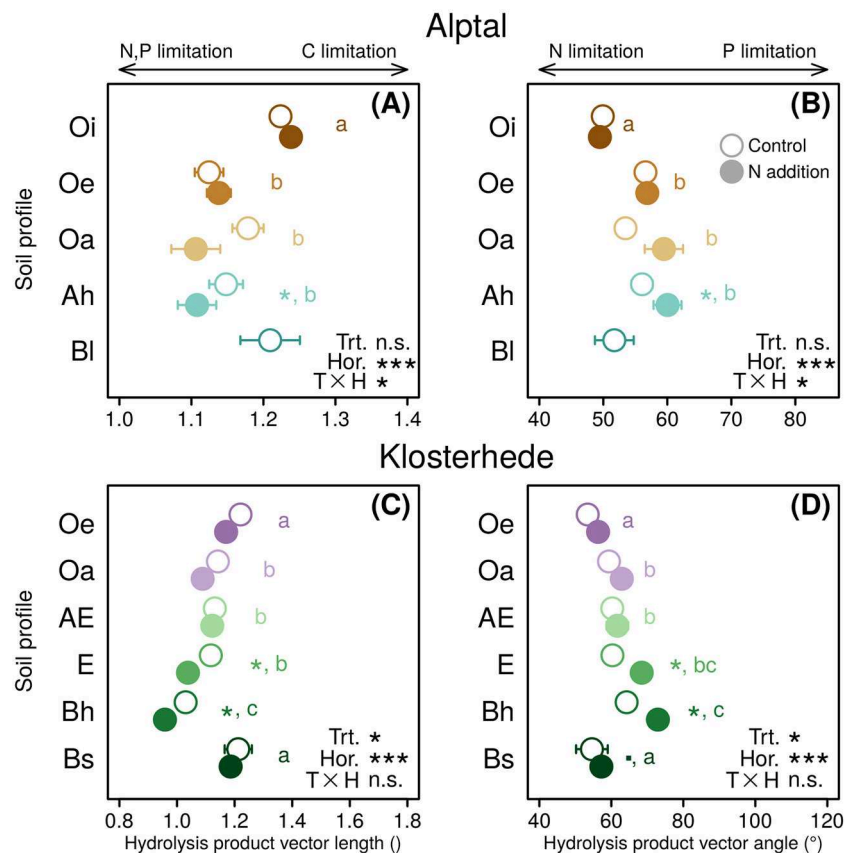 Alptal
N,P limitation C limitation N limitation P limitation
(A) (B)
Oi a Oi a
Control
N addition
Oe b Oe b
Oa b Oa b
Ah *, b Ah *, b
Bl Bl
Trt. n.s. Trt. n.s.
Hor. *** Hor. ***
T×H * T×H *
Soil profile
1.0 1.1 1.2 1.3 1.4 40 50 60 70 80
Klosterhede
(C) (D)
Oe a Oe a
Oa b Oa b
AE b AE b
E *, b E *, bc
Bh *, c Bh *, c
Bs a Bs ▪, a
Trt. * Trt. *
Hor. *** Hor. ***
T×H n.s. T×H n.s.
Soil profile
0.8 1.0 1.2 1.4 1.6 1.8 40 60 80 100 120
Hydrolysis product vector length () Hydrolysis product vector angle (°)